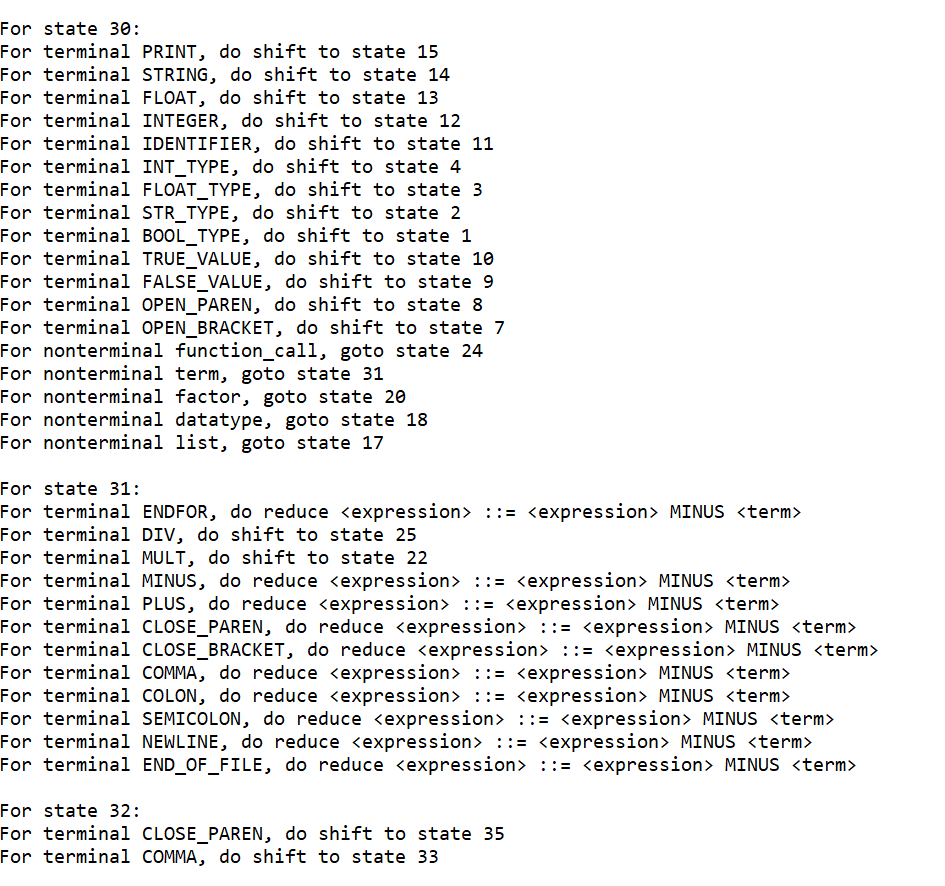 For state 30:
For terminal PRINT, do shift to state 15
For terminal STRING, do shift to state 14
For terminal FLOAT, do shift to state 13
For terminal INTEGER, do shift to state 12
For terminal IDENTIFIER, do shift to state 11
For terminal INT_TYPE, do shift to state 4
For terminal FLOAT_TYPE, do shift to state 3
For terminal STR_TYPE, do shift to state 2
For terminal BOOL_TYPE, do shift to state 1
For terminal TRUE_VALUE, do shift to state 10
For terminal FALSE_VALUE, do shift to state 9
For terminal OPEN_PAREN, do shift to state 8
For terminal OPEN_BRACKET, do shift to state 7
For nonterminal function_call, goto state 24
For nonterminal term, goto state 31
For nonterminal factor, goto state 20
For nonterminal datatype, goto state 18
For nonterminal list, goto state 17

For state 31:
For terminal ENDFOR, do reduce <expression> ::= <expression> MINUS <term>
For terminal DIV, do shift to state 25
For terminal MULT, do shift to state 22
For terminal MINUS, do reduce <expression> ::= <expression> MINUS <term>
For terminal PLUS, do reduce <expression> ::= <expression> MINUS <term>
For terminal CLOSE_PAREN, do reduce <expression> ::= <expression> MINUS <term>
For terminal CLOSE_BRACKET, do reduce <expression> ::= <expression> MINUS <term>
For terminal COMMA, do reduce <expression> ::= <expression> MINUS <term>
For terminal COLON, do reduce <expression> ::= <expression> MINUS <term>
For terminal SEMICOLON, do reduce <expression> ::= <expression> MINUS <term>
For terminal NEWLINE, do reduce <expression> ::= <expression> MINUS <term>
For terminal END_OF_FILE, do reduce <expression> ::= <expression> MINUS <term>

For state 32:
For terminal CLOSE_PAREN, do shift to state 35
For terminal COMMA, do shift to state 33